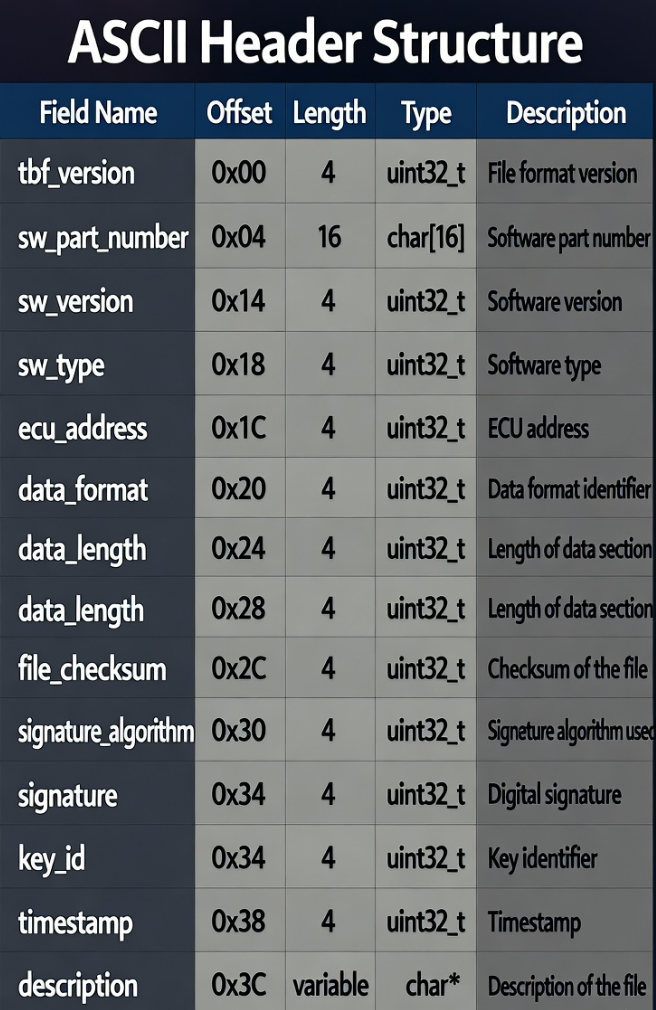 ASCII Header Structure
Field Name Offset Length Type Description
tbf_version 0x00 4 uint32_t File format version
sw_part_number 0x04 16 char[16] Software part number
sw_version 0x14 4 uint32_t Software version
sw_type 0x18 4 uint32_t Software type
ecu_address 0x1C 4 uint32_t ECU address
data_format 0x20 4 uint32_t Data format identifier
data_length 0x24 4 uint32_t Length of data section
data_length 0x28 4 uint32_t Length of data section
file_checksum 0x2C 4 uint32_t Checksum of the file
signature_algorithm 0x30 4 uint32_t Signeture algorithm used
signature 0x34 4 uint32_t Digital signature
key_id 0x34 4 uint32_t Key identifier
timestamp 0x38 4 uint32_t Timestamp
description 0x3C variable char* Description of the file